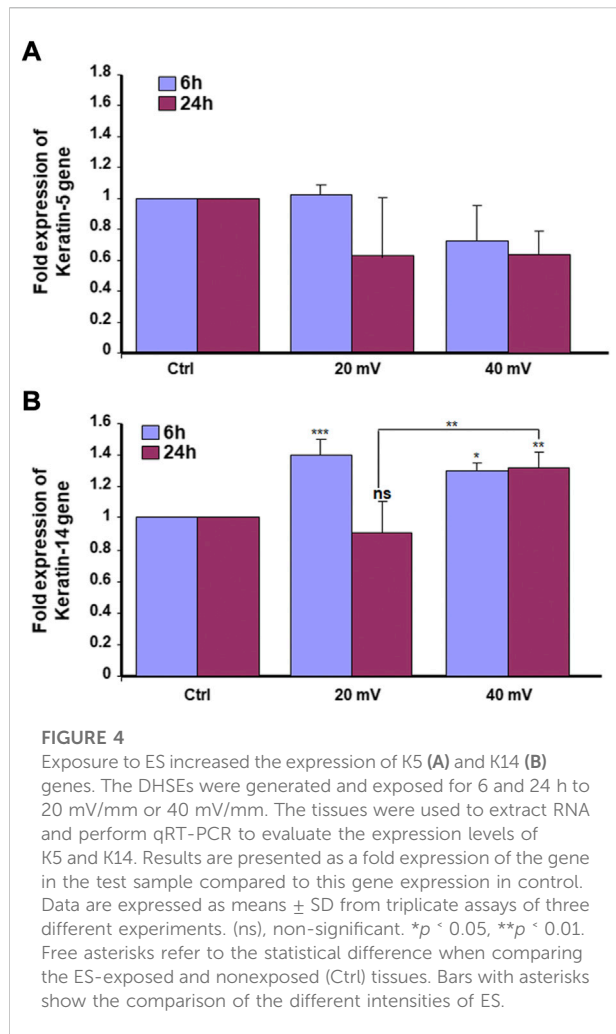 A
1.8
1.6
1.4
1.2
1
0.8
0.6
0.4
0.2
0
Fold expression of
Keratin-5 gene
6h
24h
Ctrl
20 mV
40 mV
B
1.6
1.4
1.2
1
0.8
0.6
0.4
0.2
0
Fold expression of
Keratin-14 gene
6h
24h
***
ns
**
*
**
Ctrl
20 mV
40 mV
FIGURE 4
Exposure to ES increased the expression of K5 (A) and K14 (B)
genes. The DHSEs were generated and exposed for 6 and 24 h to
20 mV/mm or 40 mV/mm. The tissues were used to extract RNA
and perform qRT-PCR to evaluate the expression levels of
K5 and K14. Results are presented as a fold expression of the gene
in the test sample compared to this gene expression in control.
Data are expressed as means ± SD from triplicate assays of three
different experiments. (ns), non-significant. *p < 0.05, **p < 0.01.
Free asterisks refer to the statistical difference when comparing
the ES-exposed and nonexposed (Ctrl) tissues. Bars with asterisks
show the comparison of the different intensities of ES.